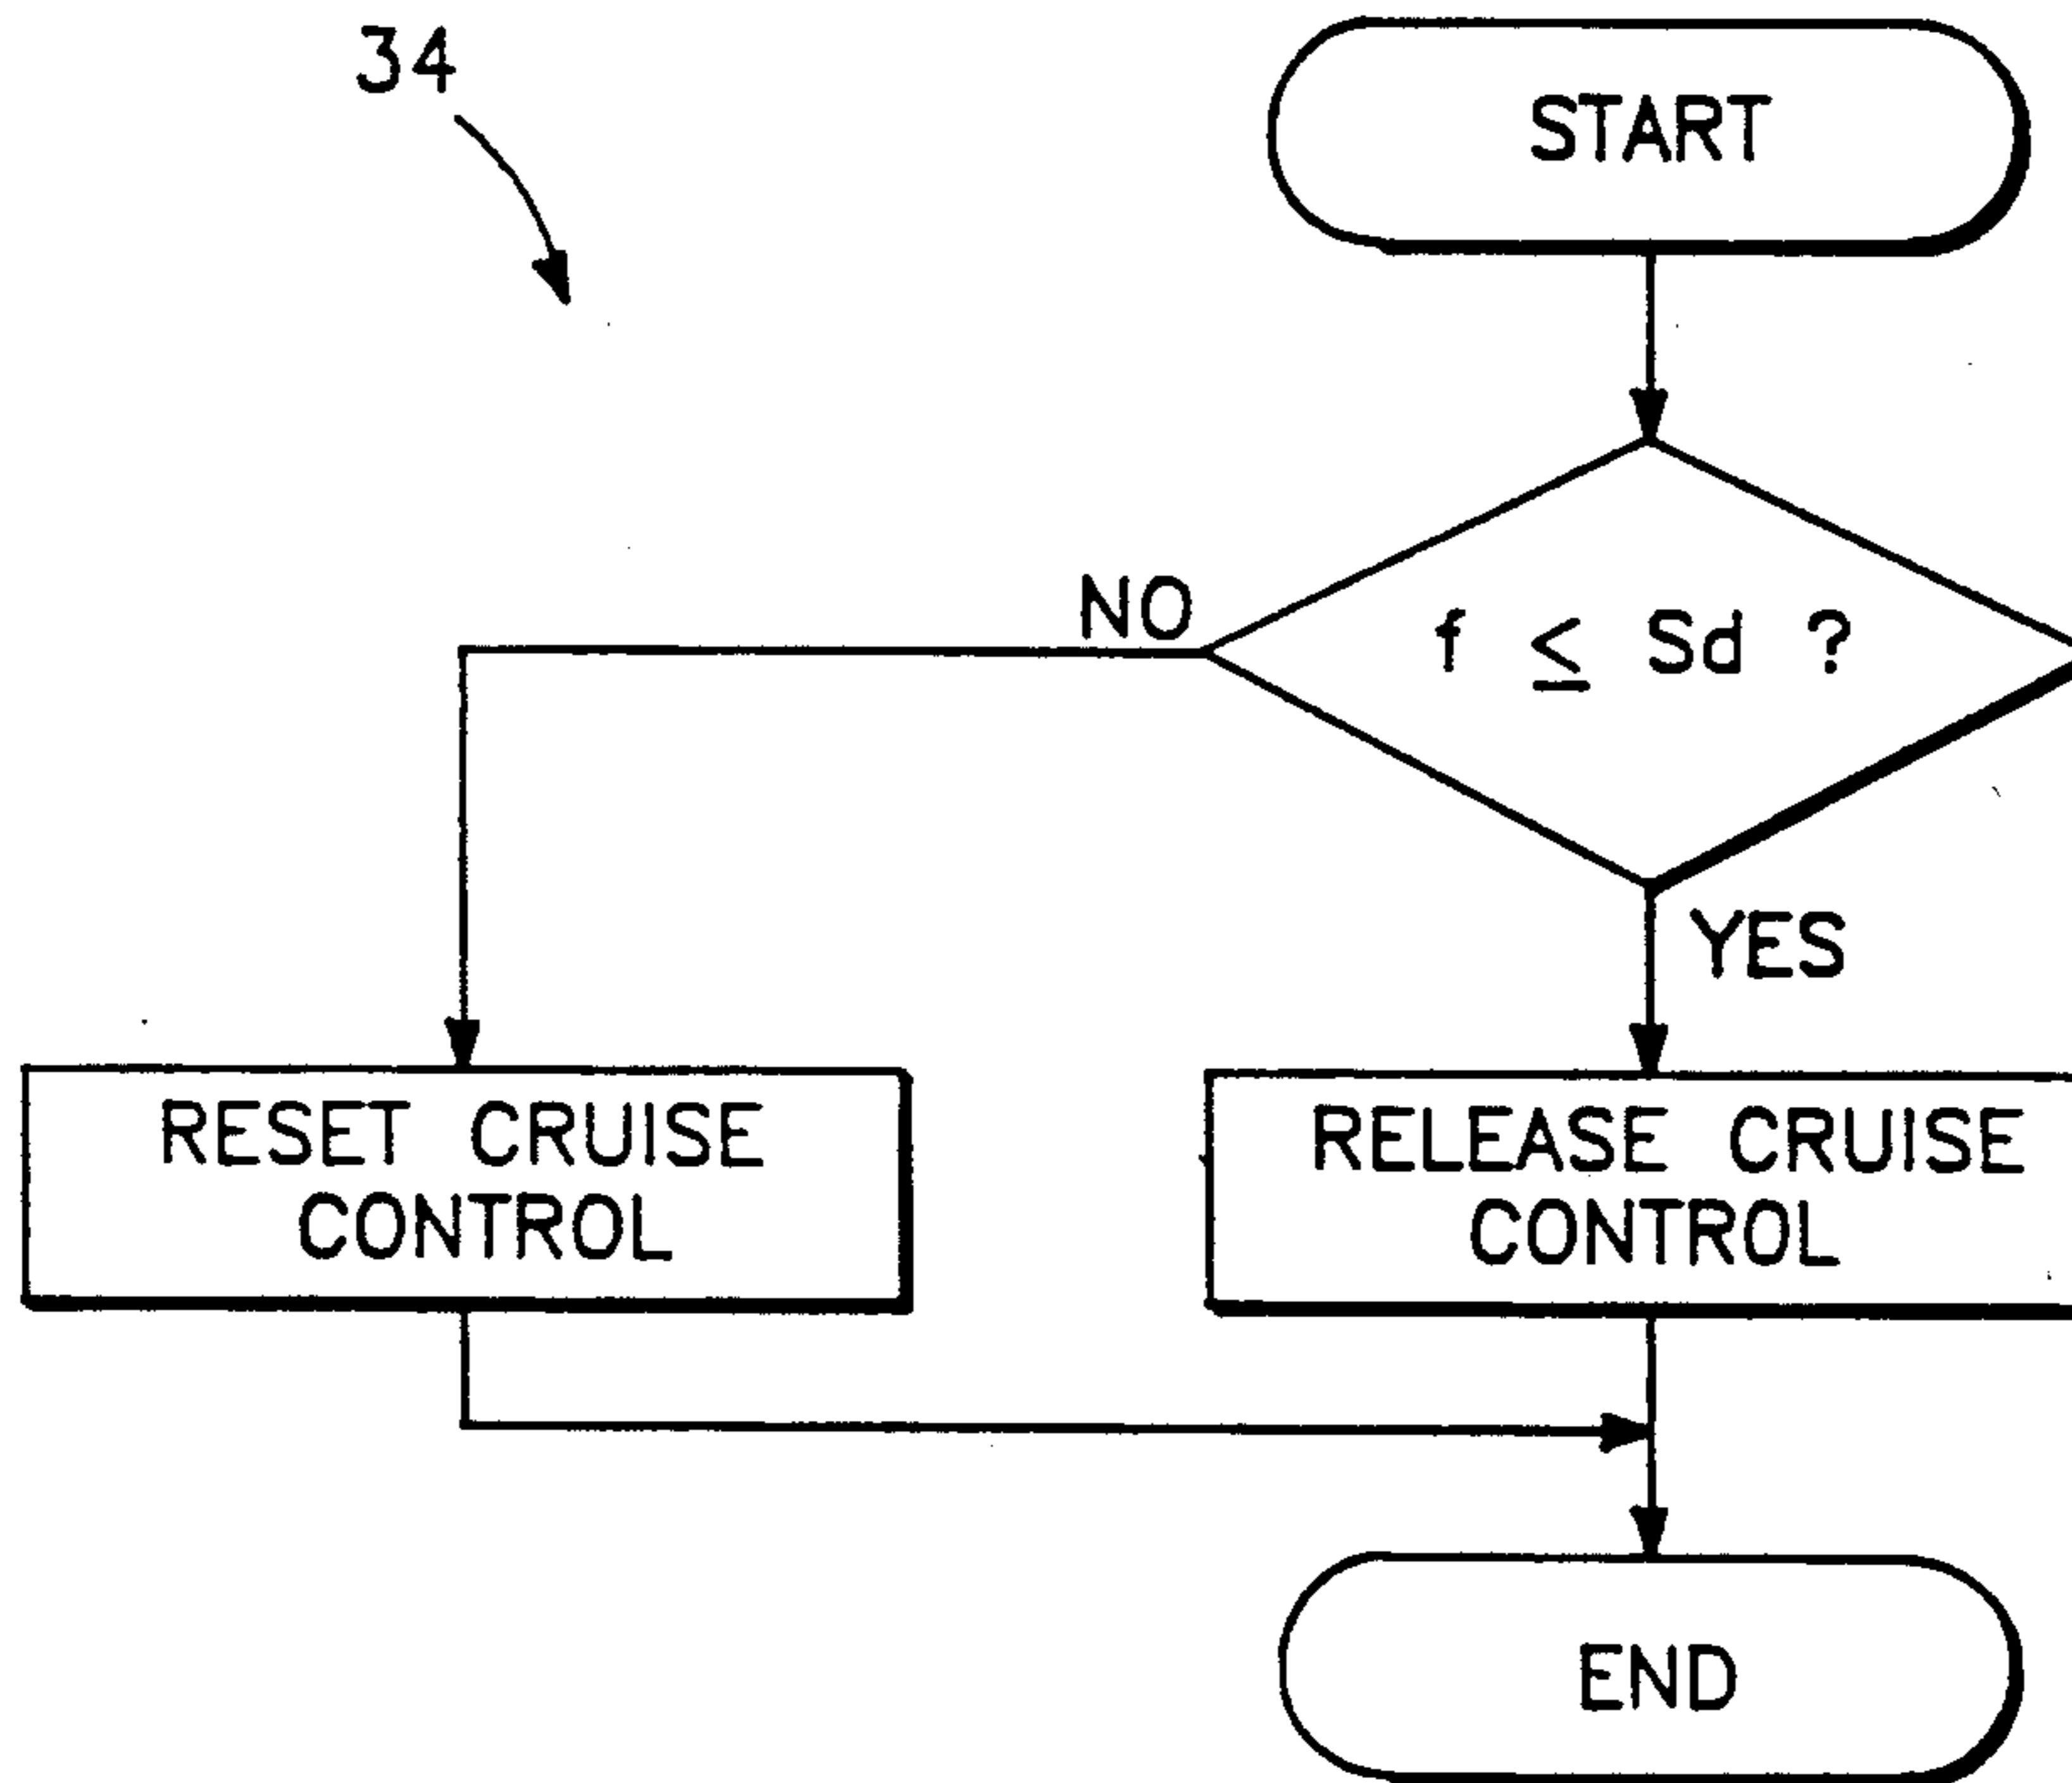 34
START
NO
f ≤ Sd ?
YES
RESET CRUISE
CONTROL
RELEASE CRUISE
CONTROL
END